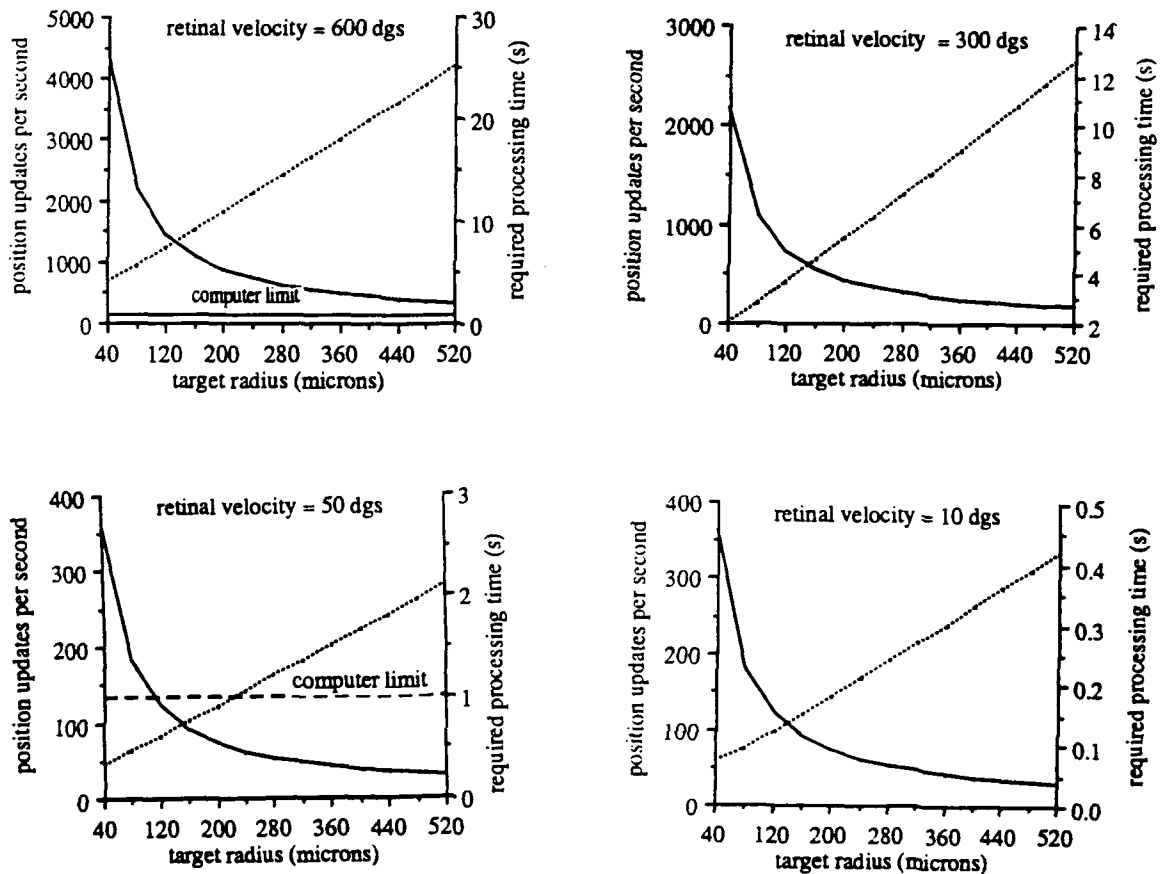 retinal velocity = 600 dgs
position updates per second
5000
4000
3000
2000
1000
0
required processing time (s)
30
20
10
0
computer limit
40 120 200 280 360 440 520
target radius (microns)
retinal velocity = 300 dgs
position updates per second
3000
2000
1000
0
required processing time (s)
14
12
10
8
6
4
2
40 120 200 280 360 440 520
target radius (microns)
retinal velocity = 50 dgs
position updates per second
400
300
200
100
0
required processing time (s)
3
2
1
0
computer limit
40 120 200 280 360 440 520
target radius (microns)
retinal velocity = 10 dgs
position updates per second
400
300
200
100
0
required processing time (s)
0.5
0.4
0.3
0.2
0.1
0.0
40 120 200 280 360 440 520
target radius (microns)